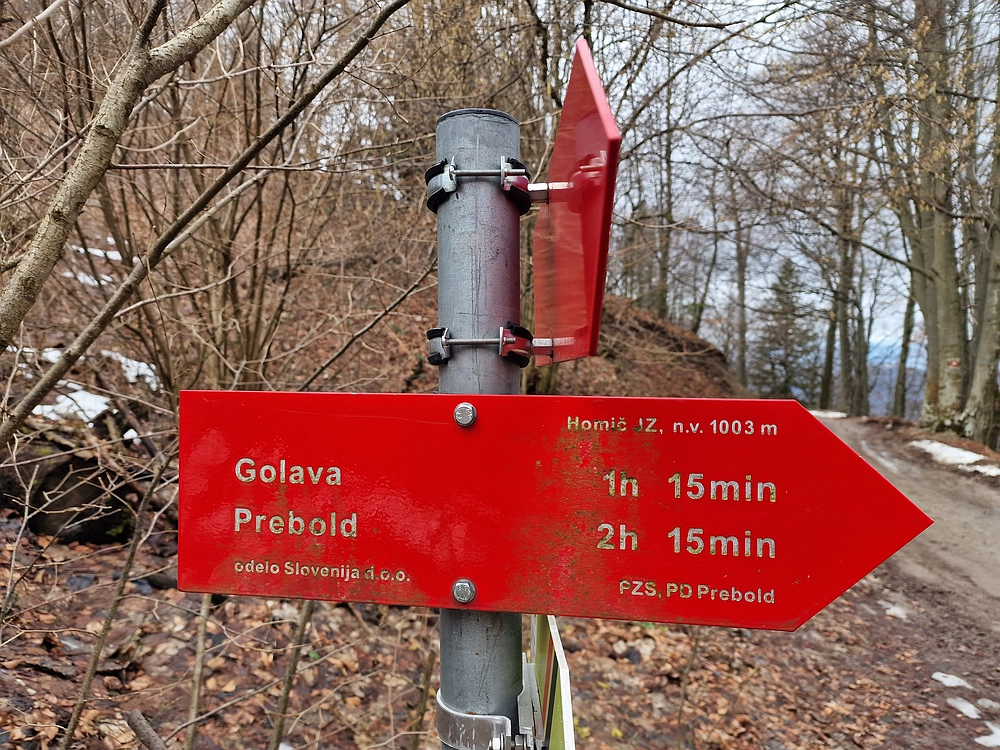 Homič JZ, n.v. 1003 m
Golava 1h 15min
Prebold 2h 15min
odelo Slovenija d.o.o. PZS, PD Prebold